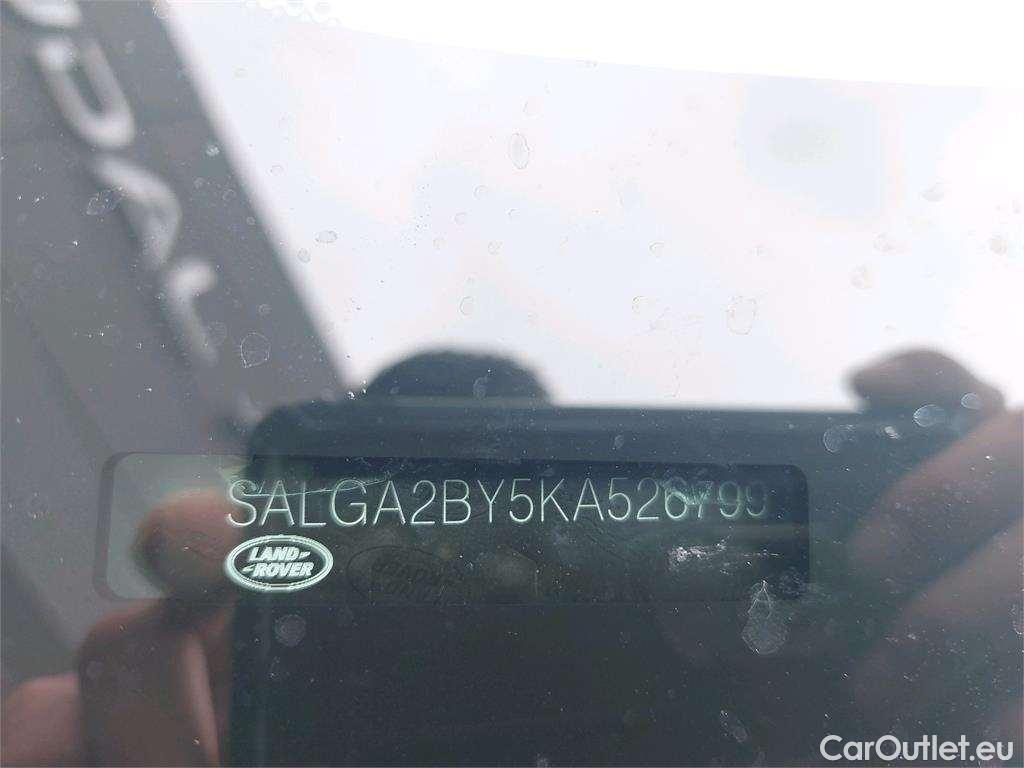 SALGA2BY5KA526799
LAND
ROVER
CarOutlet.eu